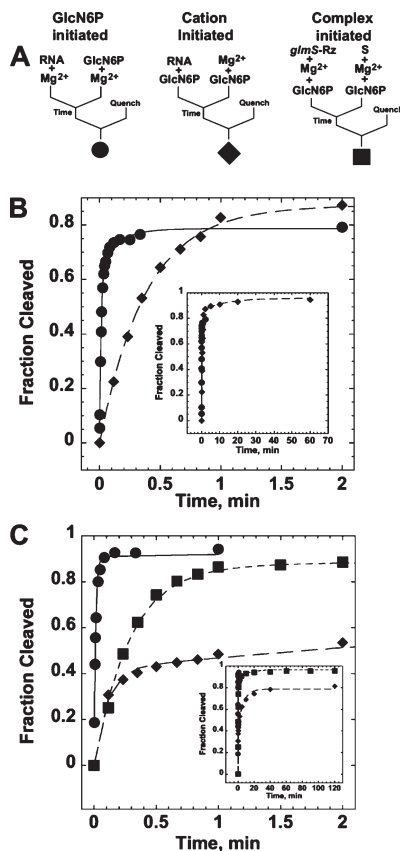 GlcN6P initiated
Cation Initiated
Complex initiated
A
RNA + Mg2+
GlcN6P + Mg2+
Time
Quench
RNA + GlcN6P
Mg2+ + GlcN6P
Time
Quench
glmS-Rz + Mg2+ + GlcN6P
S + Mg2+ + GlcN6P
Time
Quench
B
Fraction Cleaved
0.8
0.6
0.4
0.2
0
0 0.5 1 1.5 2
Time, min
Fraction Cleaved
1
0.8
0.6
0.4
0.2
0
0 10 20 30 40 50 60 70
Time, min
C
Fraction Cleaved
1
0.8
0.6
0.4
0.2
0
0 0.5 1 1.5 2
Time, min
Fraction Cleaved
1
0.8
0.6
0.4
0.2
0
0 20 40 60 80 100 120
Time, min